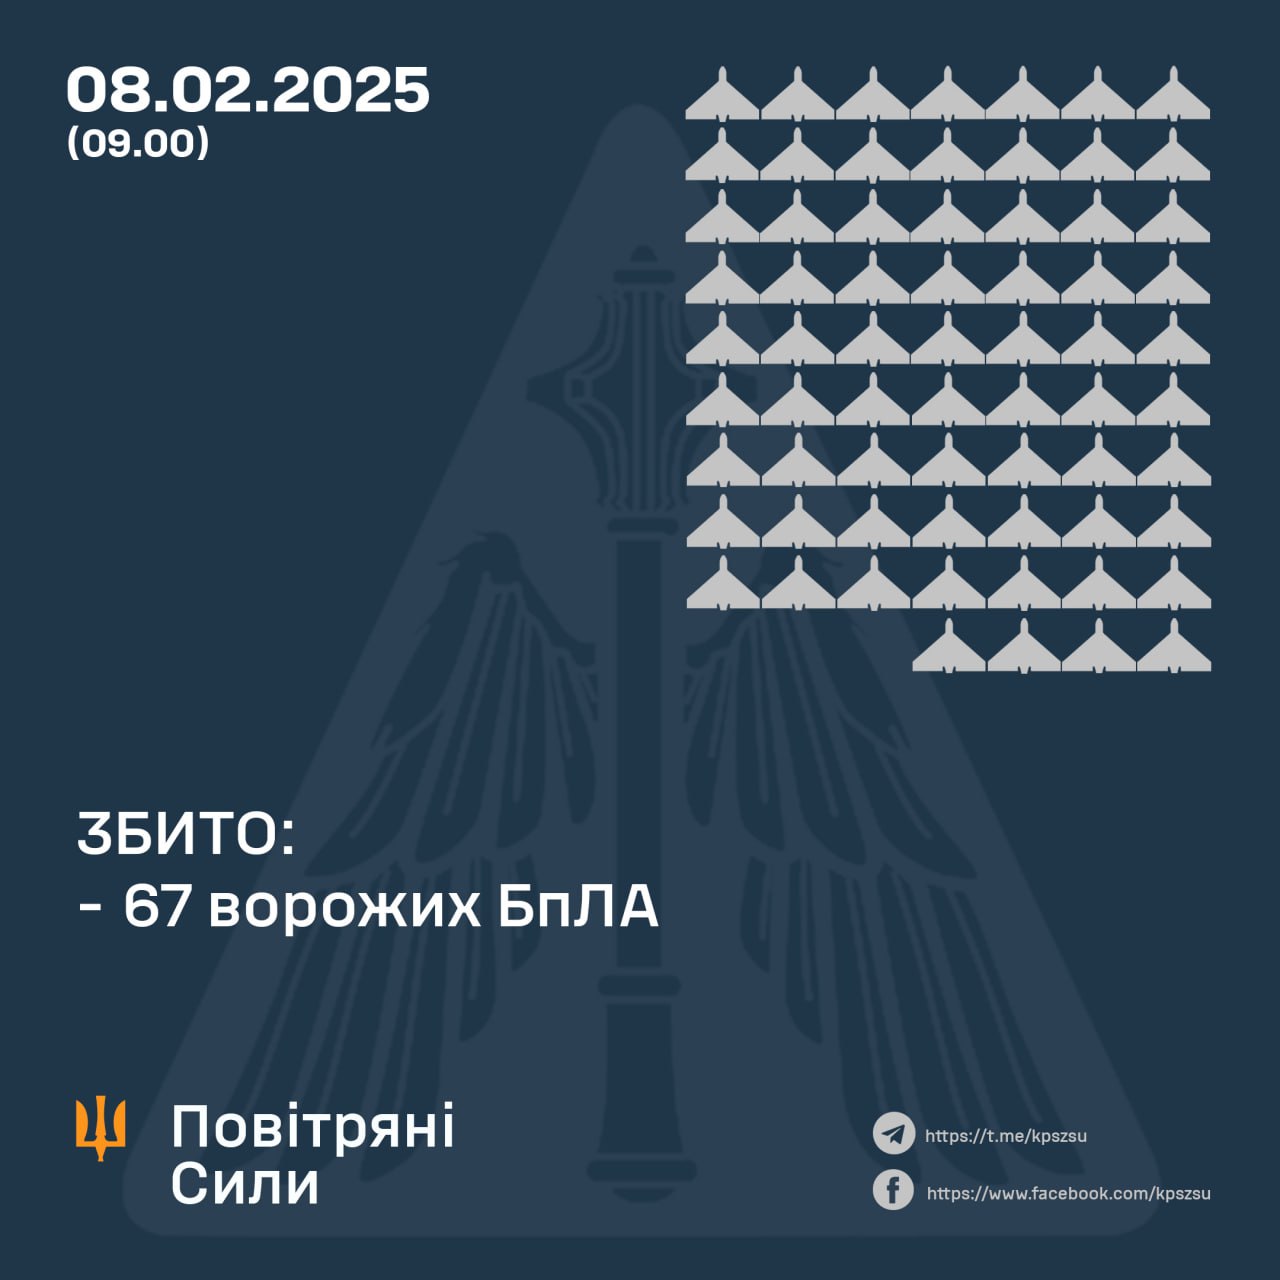 08.02.2025
(09.00)
ЗБИТО:
- 67 ворожих БпЛА
Повітряні
Сили
https://t.me/kpszsu
https://www.facebook.com/kpszsu